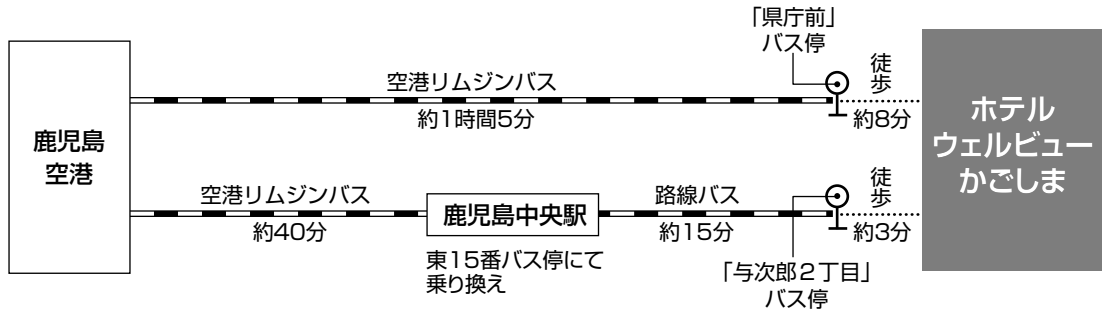 鹿児島
空港
空港リムジンバス
約1時間5分
「県庁前」
バス停
徒歩
約8分
空港リムジンバス
約40分
鹿児島中央駅
東15番バス停にて
乗り換え
路線バス
約15分
「与次郎2丁目」
バス停
徒歩
約3分
ホテル
ウェルビュー
かごしま